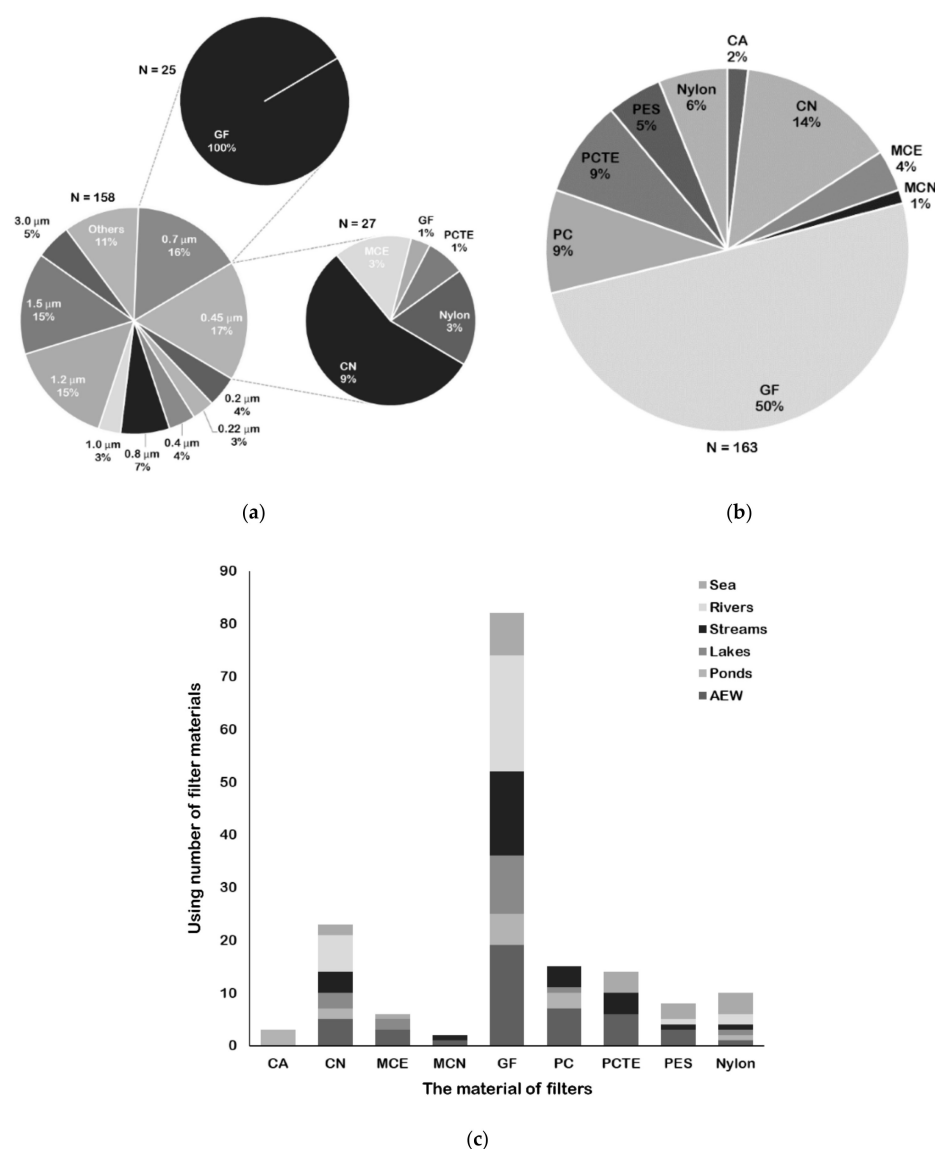 N = 25
GF
100%
N = 158
3.0 μm
5%
Others
11%
0.7 μm
16%
1.5 μm
15%
0.45 μm
17%
1.2 μm
15%
0.2 μm
4%
0.22 μm
3%
0.4 μm
4%
0.8 μm
7%
1.0 μm
3%
N = 27
MCE
3%
GF
1%
PCTE
1%
Nylon
3%
CN
9%
(a)
CA
2%
CN
14%
MCE
4%
MCN
1%
Nylon
6%
PES
5%
PCTE
9%
PC
9%
GF
50%
N = 163
(b)
Using number of filter materials
90
80
70
60
50
40
30
20
10
0
Sea
Rivers
Streams
Lakes
Ponds
AEW
CA CN MCE MCN GF PC PCTE PES Nylon
The material of filters
(c)